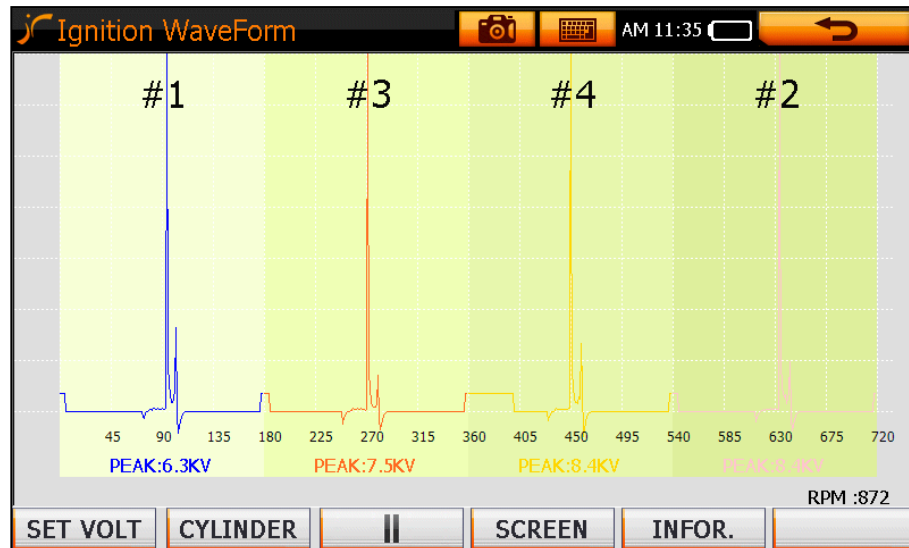 Ignition WaveForm AM 11:35
#1 #3 #4 #2
45 90 135 180 225 270 315 360 405 450 495 540 585 630 675 720
PEAK:6.3KV PEAK:7.5KV PEAK:8.4KV PEAK:8.4KV
RPM :872
SET VOLT CYLINDER SCREEN INFOR.